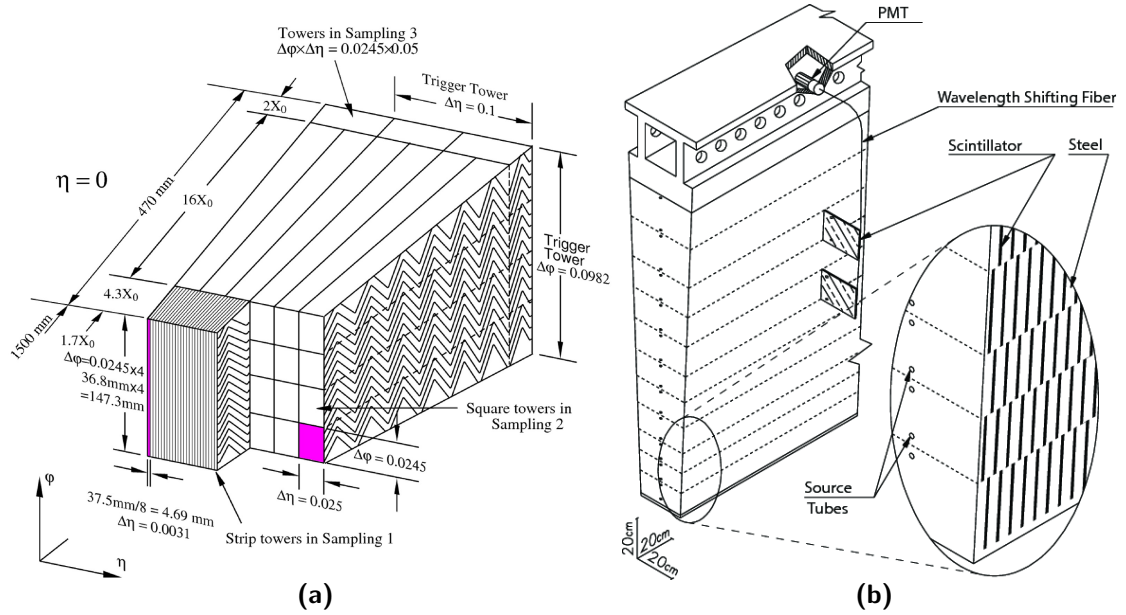 Towers in Sampling 3
Δφ×Δη = 0.0245×0.05
Trigger Tower
Δη = 0.1
2X₀
η = 0
470 mm
16X₀
Trigger
Tower
Δφ = 0.0982
4.3X₀
1500 mm
1.7X₀
Δφ=0.0245x4
36.8mmx4
=147.3mm
Square towers in
Sampling 2
Δφ = 0.0245
Δη = 0.025
φ
37.5mm/8 = 4.69 mm
Δη = 0.0031
Strip towers in Sampling 1
η
(a)
PMT
Wavelength Shifting Fiber
Scintillator
Steel
Source
Tubes
20cm
20cm
20cm
(b)